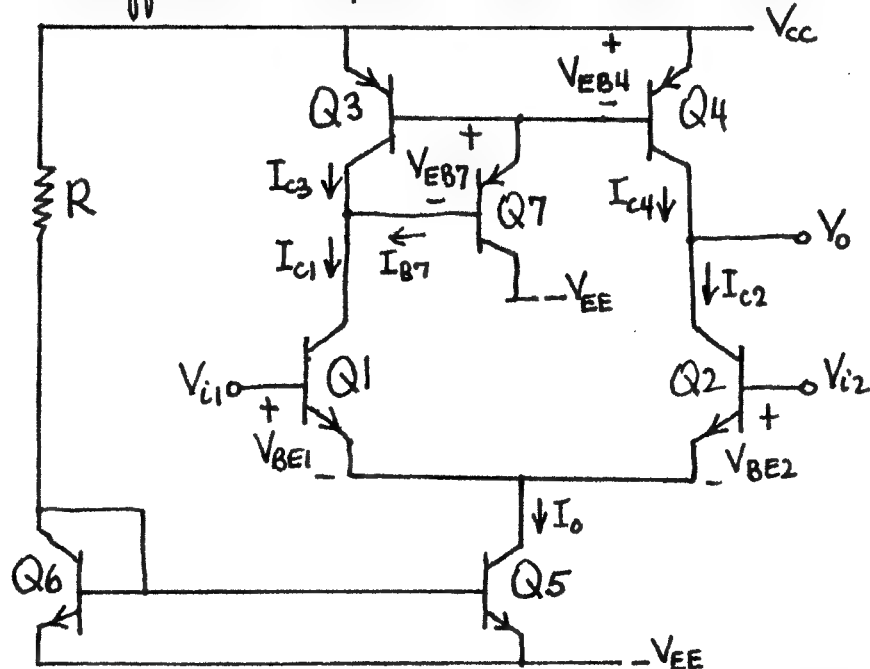 Vcc
+
VEB4
-
Q3
Q4
+
VEB7
-
Q7
Ic3
R
Ic4
Vo
Ic1
IB7
-VEE
Ic2
Vi1
Q1
Q2
Vi2
+
VBE1
-
+
VBE2
-
Io
Q6
Q5
-VEE